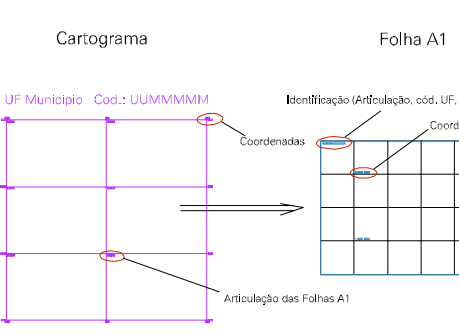 Cartograma
Folha A1
UF Municipio Cod.: UUMMMMM
Identificação (Articulação, cód. UF,
Coord
Coordenadas
Articulação das Folhas A1